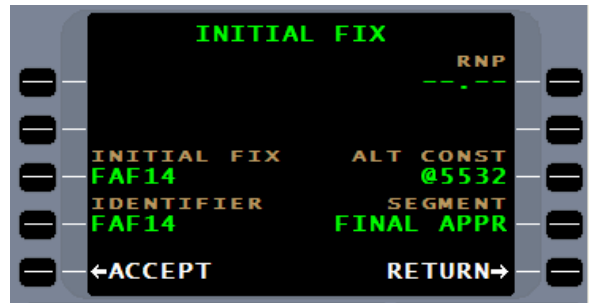 INITIAL FIX
RNP
--.--
INITIAL FIX ALT CONST
FAF14 @5532
IDENTIFIER SEGMENT
FAF14 FINAL APPR
←ACCEPT RETURN→